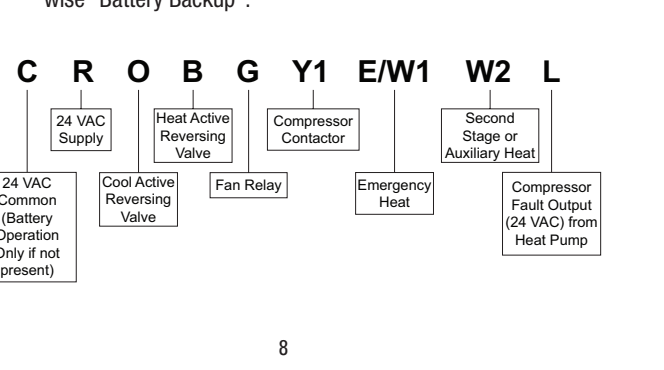 wise "Battery Backup".
C R O B G Y1 E/W1 W2 L
24 VAC
Supply
Heat Active
Reversing
Valve
Compressor
Contactor
Second
Stage or
Auxiliary Heat
24 VAC
Common
(Battery
Operation
Only if not
present)
Cool Active
Reversing
Valve
Fan Relay
Emergency
Heat
Compressor
Fault Output
(24 VAC) from
Heat Pump
8